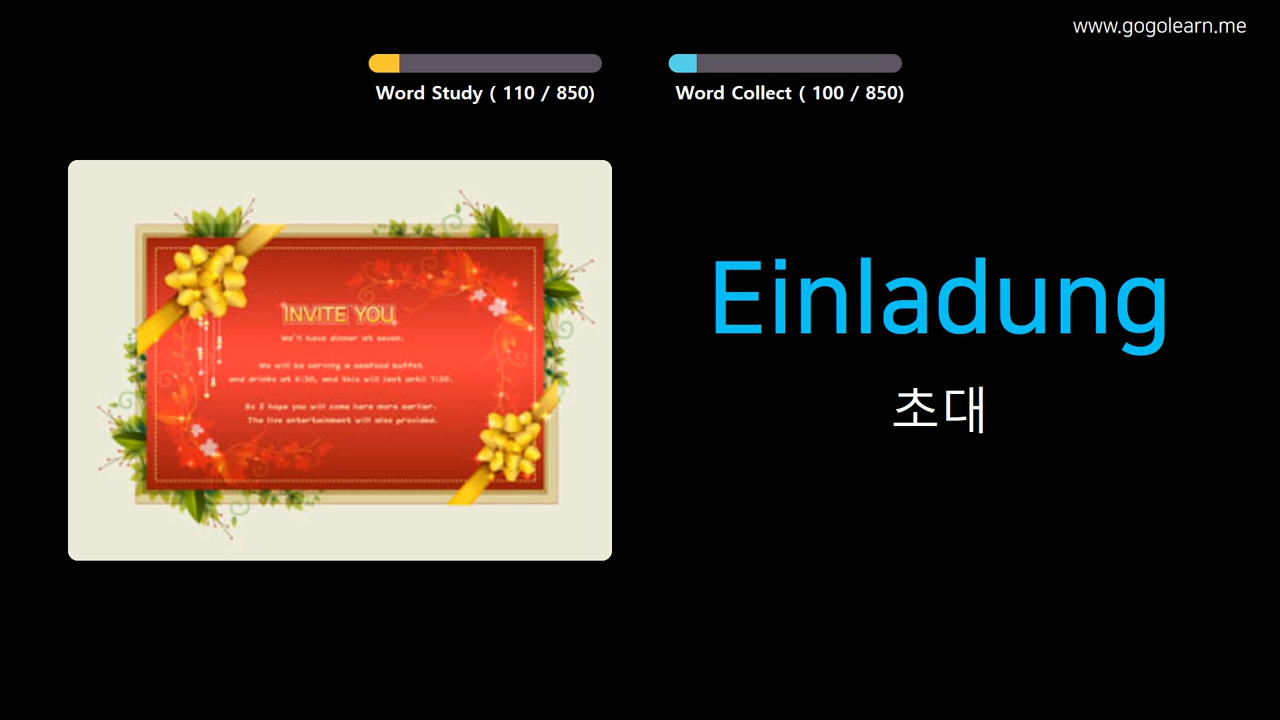 www.gogolearn.me
Word Study ( 110 / 850)
Word Collect ( 100 / 850)
INVITE YOU
We'll have dinner at seven.
We will be serving a seafood buffet
and drinks at 6:30, and this will last until 1:30.
So I hope you will come here more earlier.
The live entertainment will also provided.
Einladung
초대